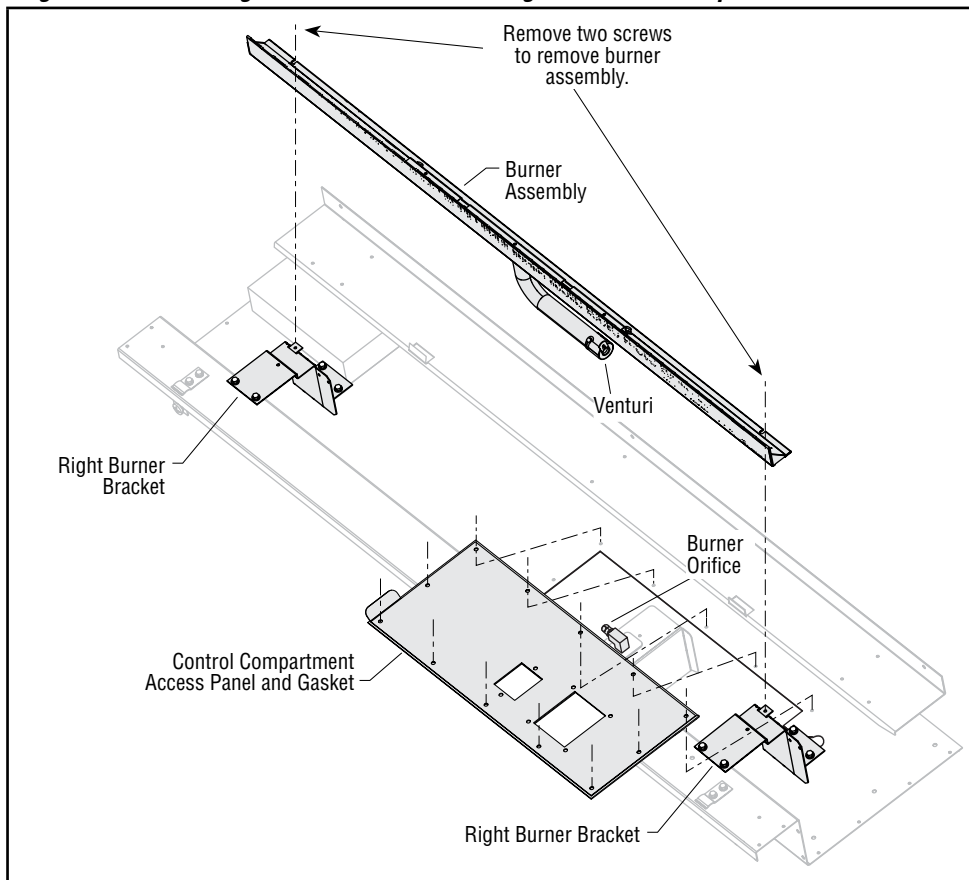 Remove two screws
to remove burner
assembly.
Burner
Assembly
Venturi
Right Burner
Bracket
Burner
Orifice
Control Compartment
Access Panel and Gasket
Right Burner Bracket